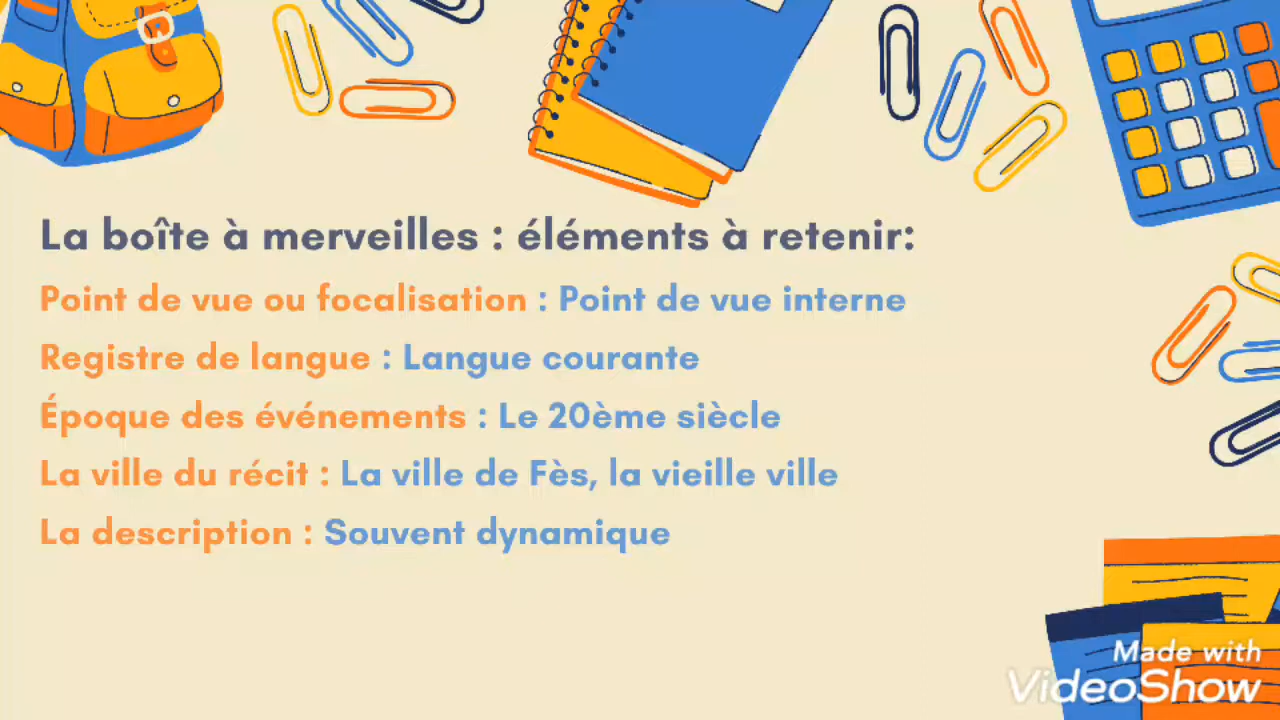 La boîte à merveilles : éléments à retenir:
Point de vue ou focalisation : Point de vue interne
Registre de langue : Langue courante
Époque des événements : Le 20ème siècle
La ville du récit : La ville de Fès, la vieille ville
La description : Souvent dynamique
Made with
VideoShow